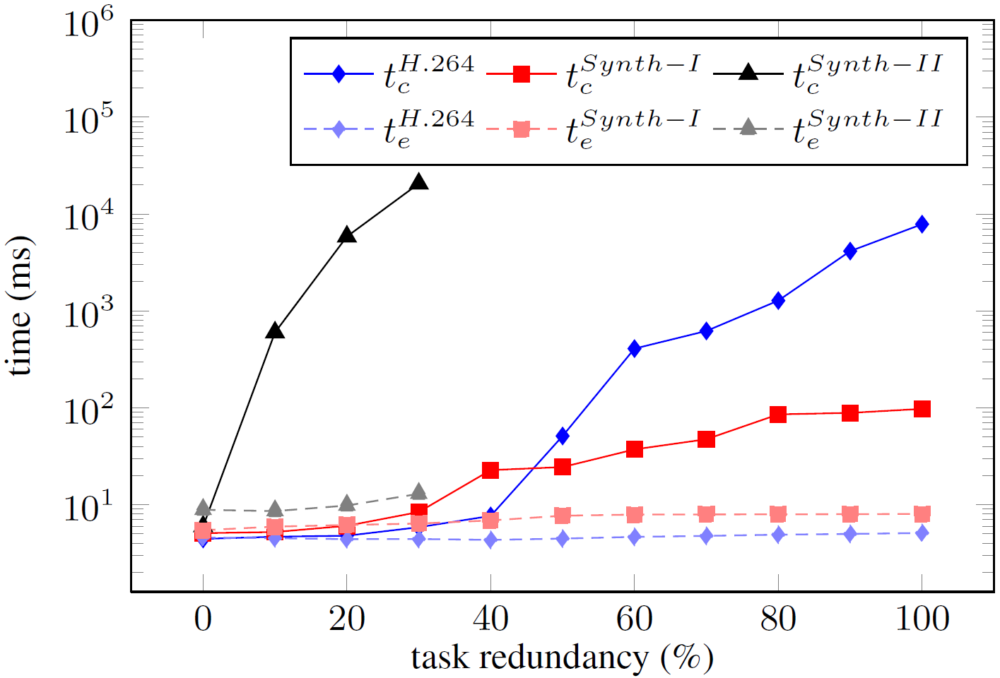 10^6
10^5
10^4
10^3
10^2
10^1
time (ms)
t_c^{H.264} t_c^{Synth−I} t_c^{Synth−II}
t_e^{H.264} t_e^{Synth−I} t_e^{Synth−II}
0 20 40 60 80 100
task redundancy (%)